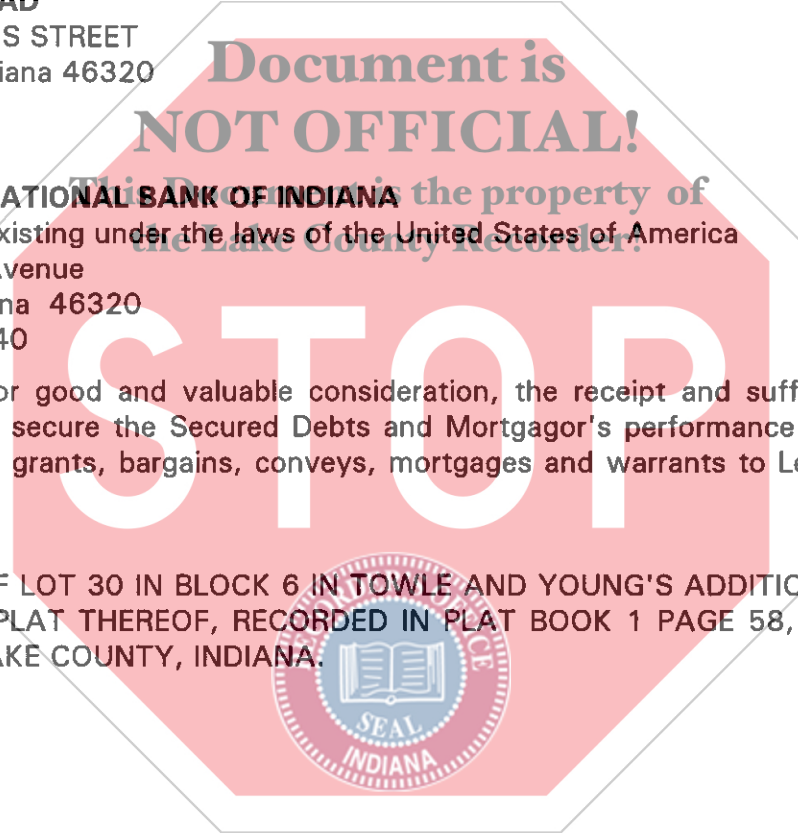 AD
S STREET
iana 46320
Document is
NOT OFFICIAL!
This Document is the property of
the Lake County Recorder!
ATIONAL BANK OF INDIANA
xisting under the laws of the United States of America
venue
na 46320
40
STOP
or good and valuable consideration, the receipt and suff
secure the Secured Debts and Mortgagor's performance
grants, bargains, conveys, mortgages and warrants to Le
F LOT 30 IN BLOCK 6 IN TOWLE AND YOUNG'S ADDITIO
PLAT THEREOF, RECORDED IN PLAT BOOK 1 PAGE 58,
AKE COUNTY, INDIANA.
RECORDER'S OFFICE
SEAL
INDIANA